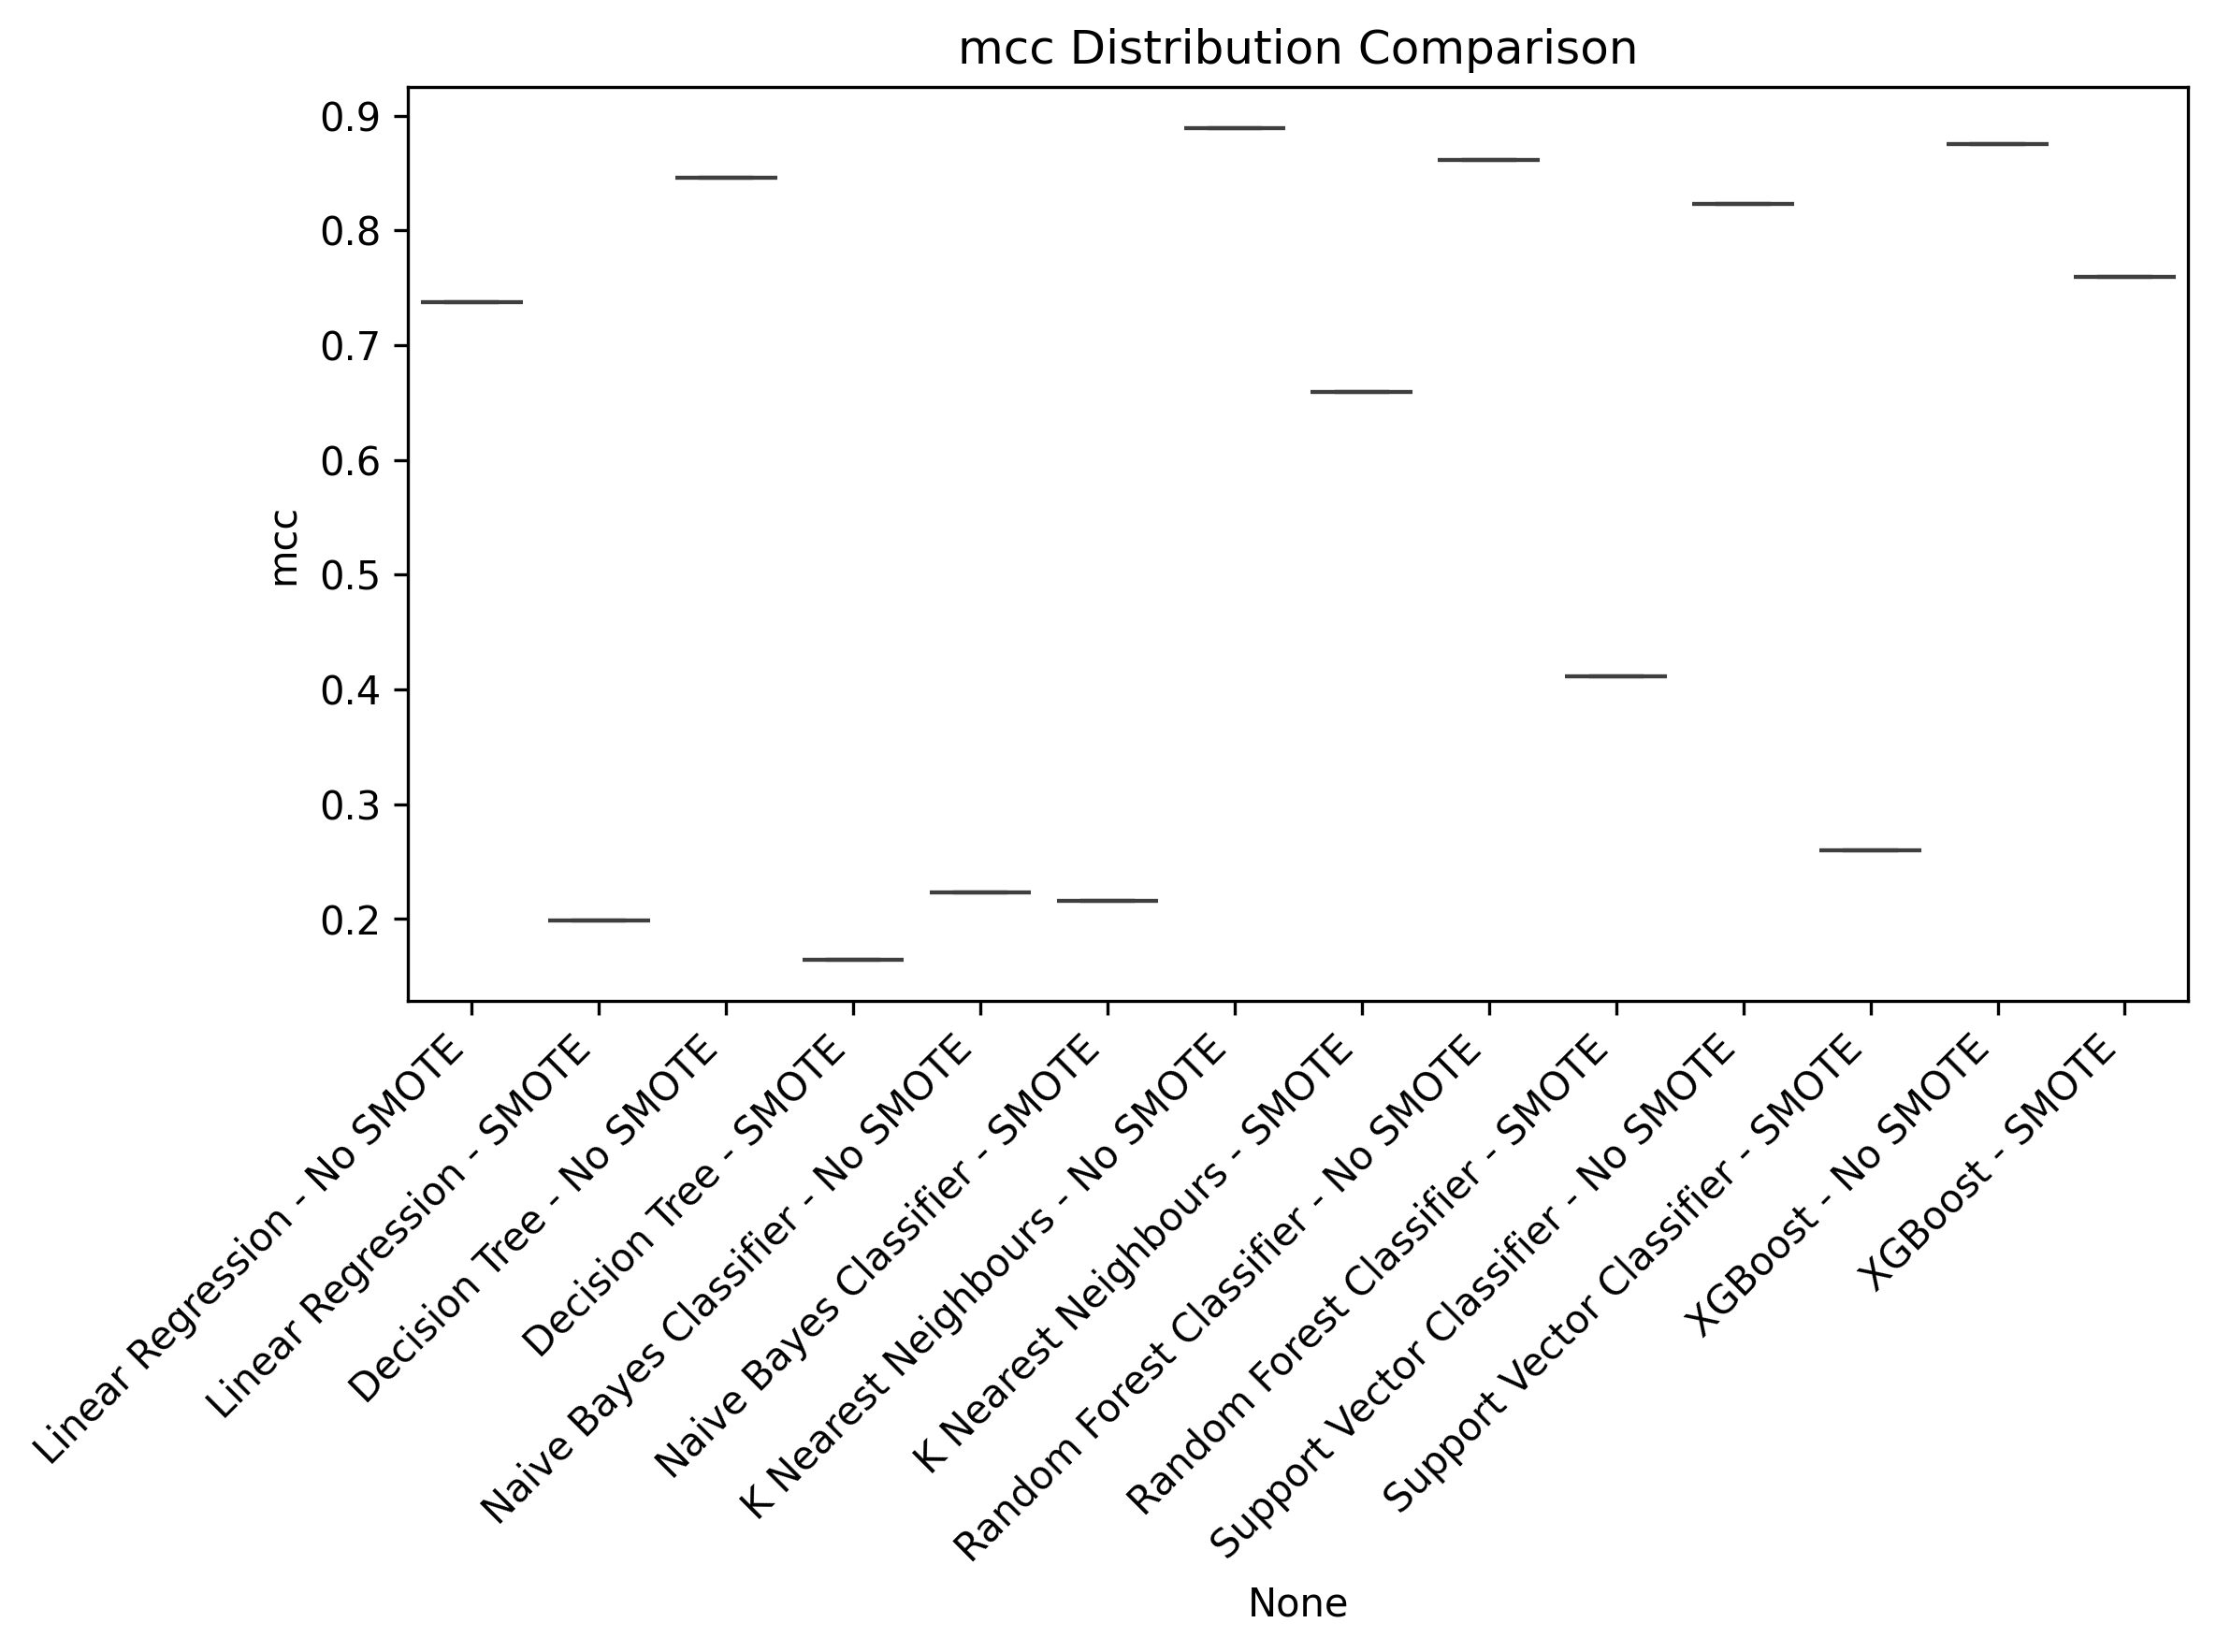 mcc Distribution Comparison
mcc
0.9
0.8
0.7
0.6
0.5
0.4
0.3
0.2
Linear Regression - No SMOTE
Linear Regression - SMOTE
Decision Tree - No SMOTE
Decision Tree - SMOTE
Naive Bayes Classifier - No SMOTE
Naive Bayes Classifier - SMOTE
K Nearest Neighbours - No SMOTE
K Nearest Neighbours - SMOTE
Random Forest Classifier - No SMOTE
Random Forest Classifier - SMOTE
Support Vector Classifier - No SMOTE
Support Vector Classifier - SMOTE
XGBoost - No SMOTE
XGBoost - SMOTE
None